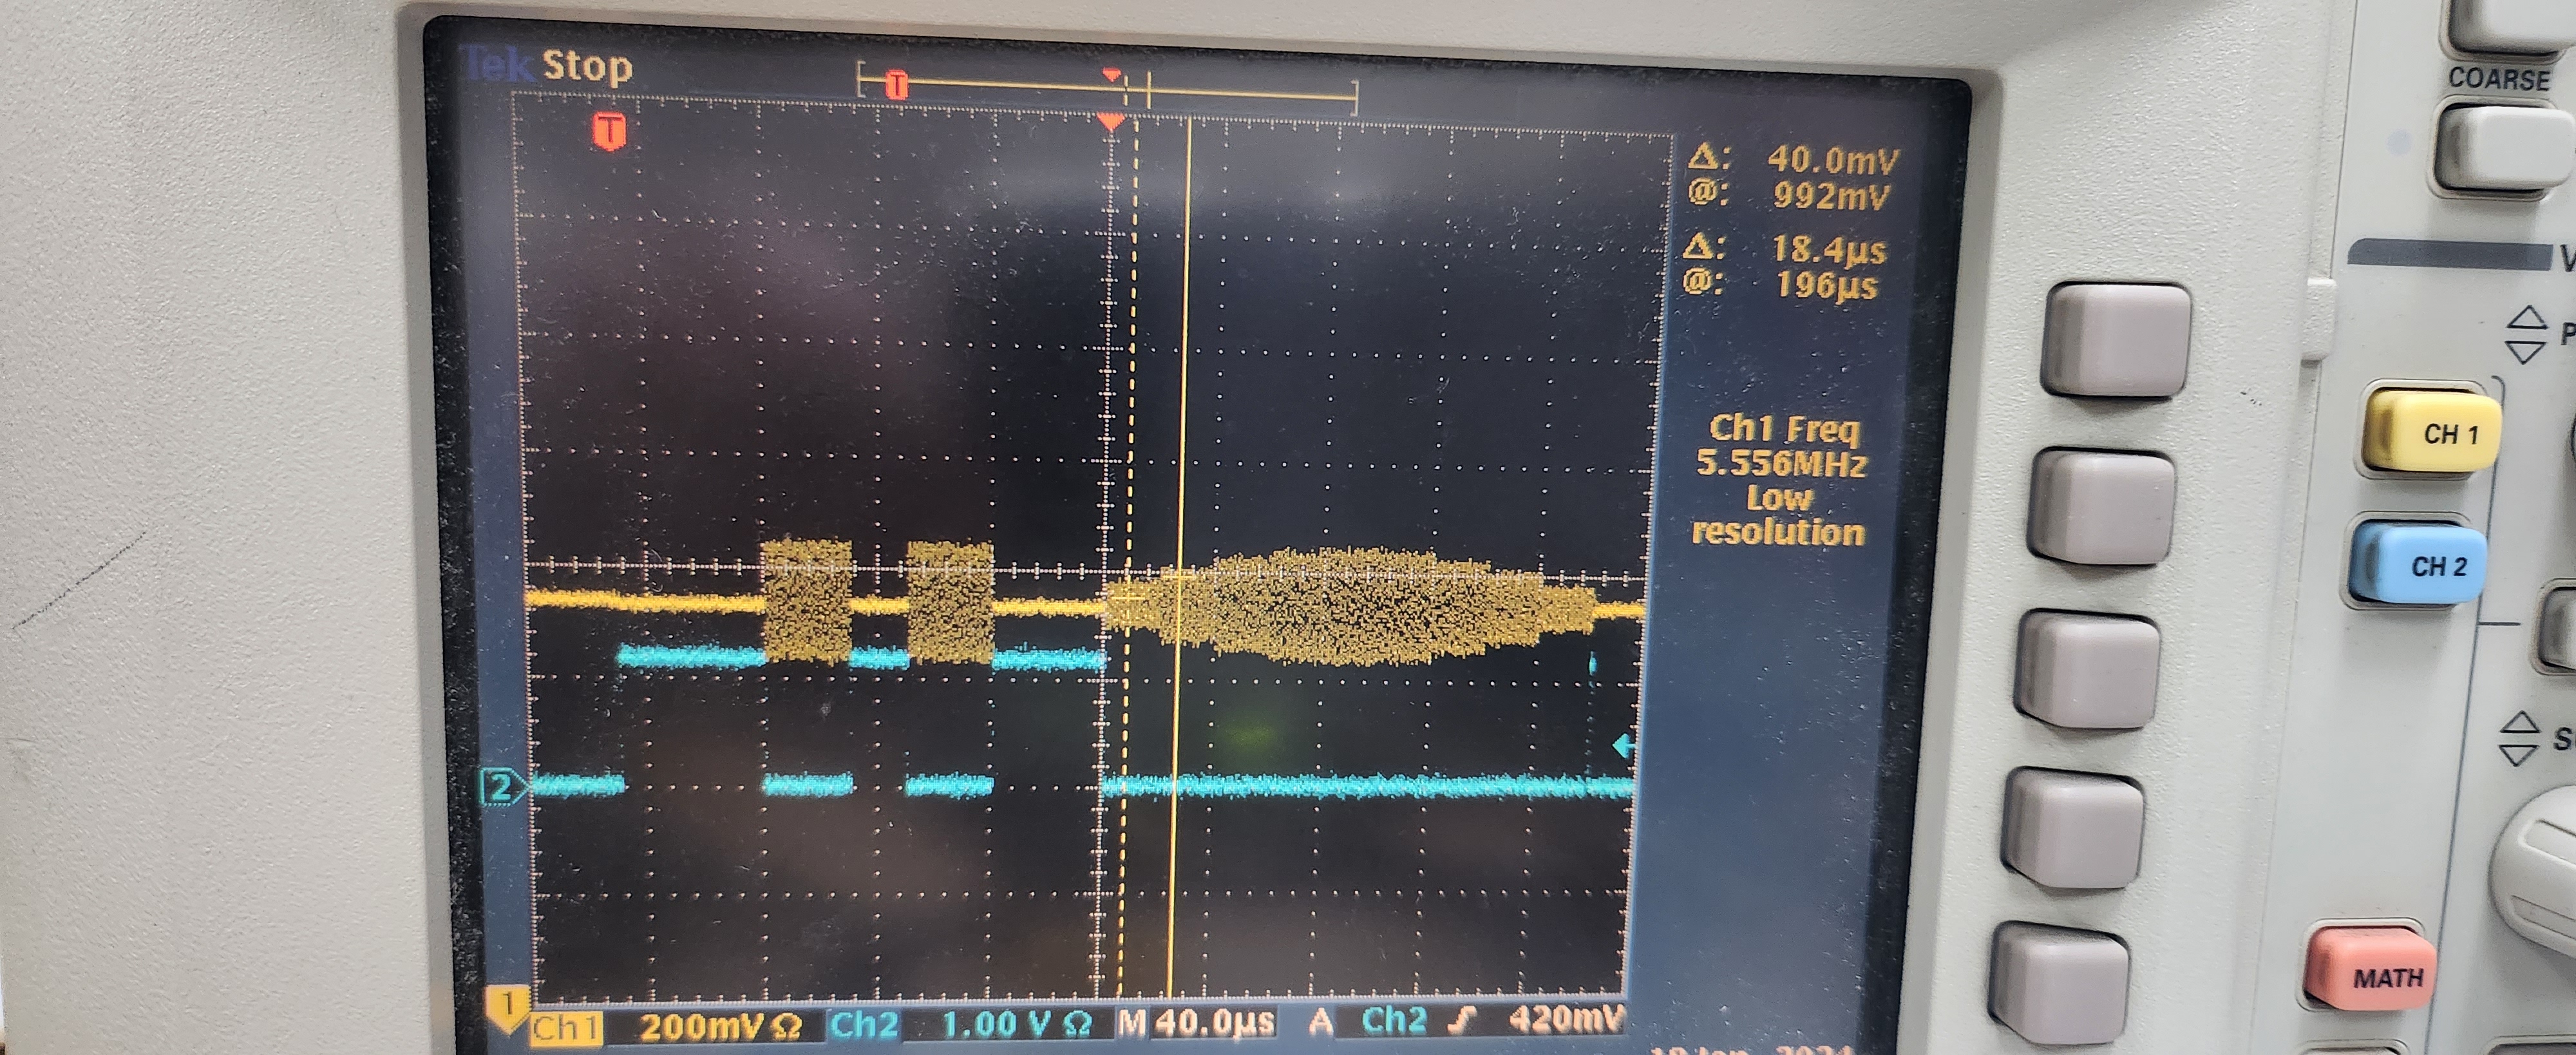 Tek Stop
T
T
Δ: 40.0mV
@: 992mV
Δ: 18.4µs
@: 196µs
Ch1 Freq
5.556MHz
Low
resolution
2
1
Ch1 200mV Ω Ch2 1.00 V Ω M 40.0µs A Ch2 420mV
COARSE
CH 1
CH 2
MATH